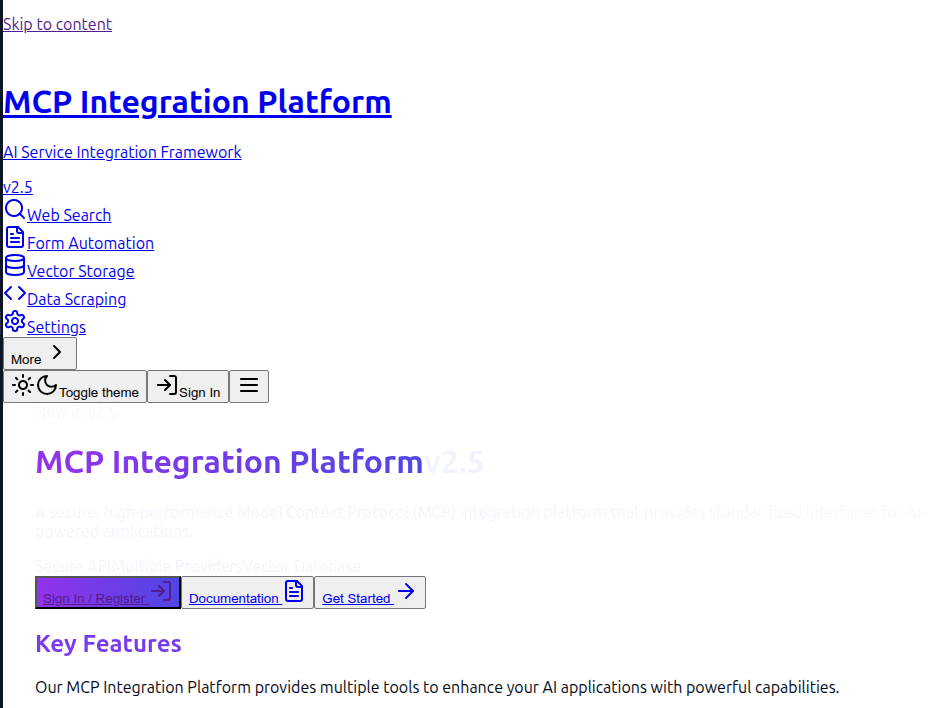 Skip to content
MCP Integration Platform
AI Service Integration Framework
v2.5
Web Search
Form Automation
Vector Storage
Data Scraping
Settings
More
Toggle theme Sign In
New in v2.5
MCP Integration Platformv2.5
A secure, high-performance Model Context Protocol (MCP) integration platform that provides standardized interfaces for AI-
powered applications.
Secure APIMultiple ProvidersVector Database
Sign In / Register Documentation Get Started
Key Features
Our MCP Integration Platform provides multiple tools to enhance your AI applications with powerful capabilities.